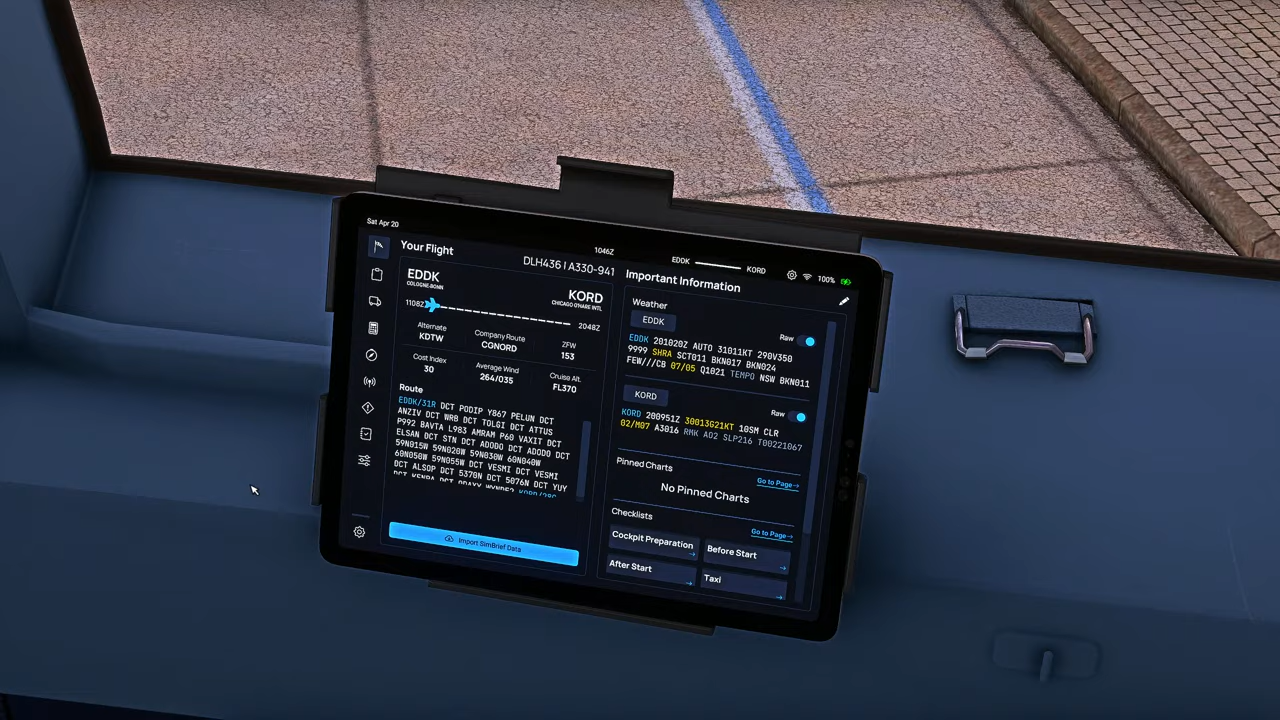 Sat Apr 20
1046Z
EDDK
KORD
100%
Your Flight
DLH436 | A330-941
EDDK
COLOGNE-BONN
KORD
CHICAGO O'HARE INTL
1108Z
2048Z
Alternate
KDTW
Company Route
CGNORD
ZFW
153
Cost Index
30
Average Wind
264/035
Cruise Alt.
FL370
Route
EDDK/31R DCT PODIP Y867 PELUN DCT
ANZIV DCT WRB DCT TOLGI DCT ATTUS
P992 BAVTA L983 AMRAM P60 VAXIT DCT
ELSAN DCT STN DCT ADODO DCT ADODO DCT
59N015W 59N020W 59N030W 60N040W
60N050W 59N055W DCT VESMI DCT VESMI
DCT ALSOP DCT 5370N DCT 5076N DCT YUY
Import SimBrief Data
Important Information
Weather
EDDK
Raw
EDDK 201020Z AUTO 31011KT 290V350
9999 SHRA SCT011 BKN017 BKN024
FEW///CB 07/05 Q1021 TEMPO NSW BKN011
KORD
Raw
KORD 200951Z 30013G21KT 10SM CLR
02/M07 A3016 RMK AO2 SLP216 T00221067
Pinned Charts
Go to Page→
No Pinned Charts
Checklists
Go to Page→
Cockpit Preparation →
Before Start →
After Start →
Taxi →